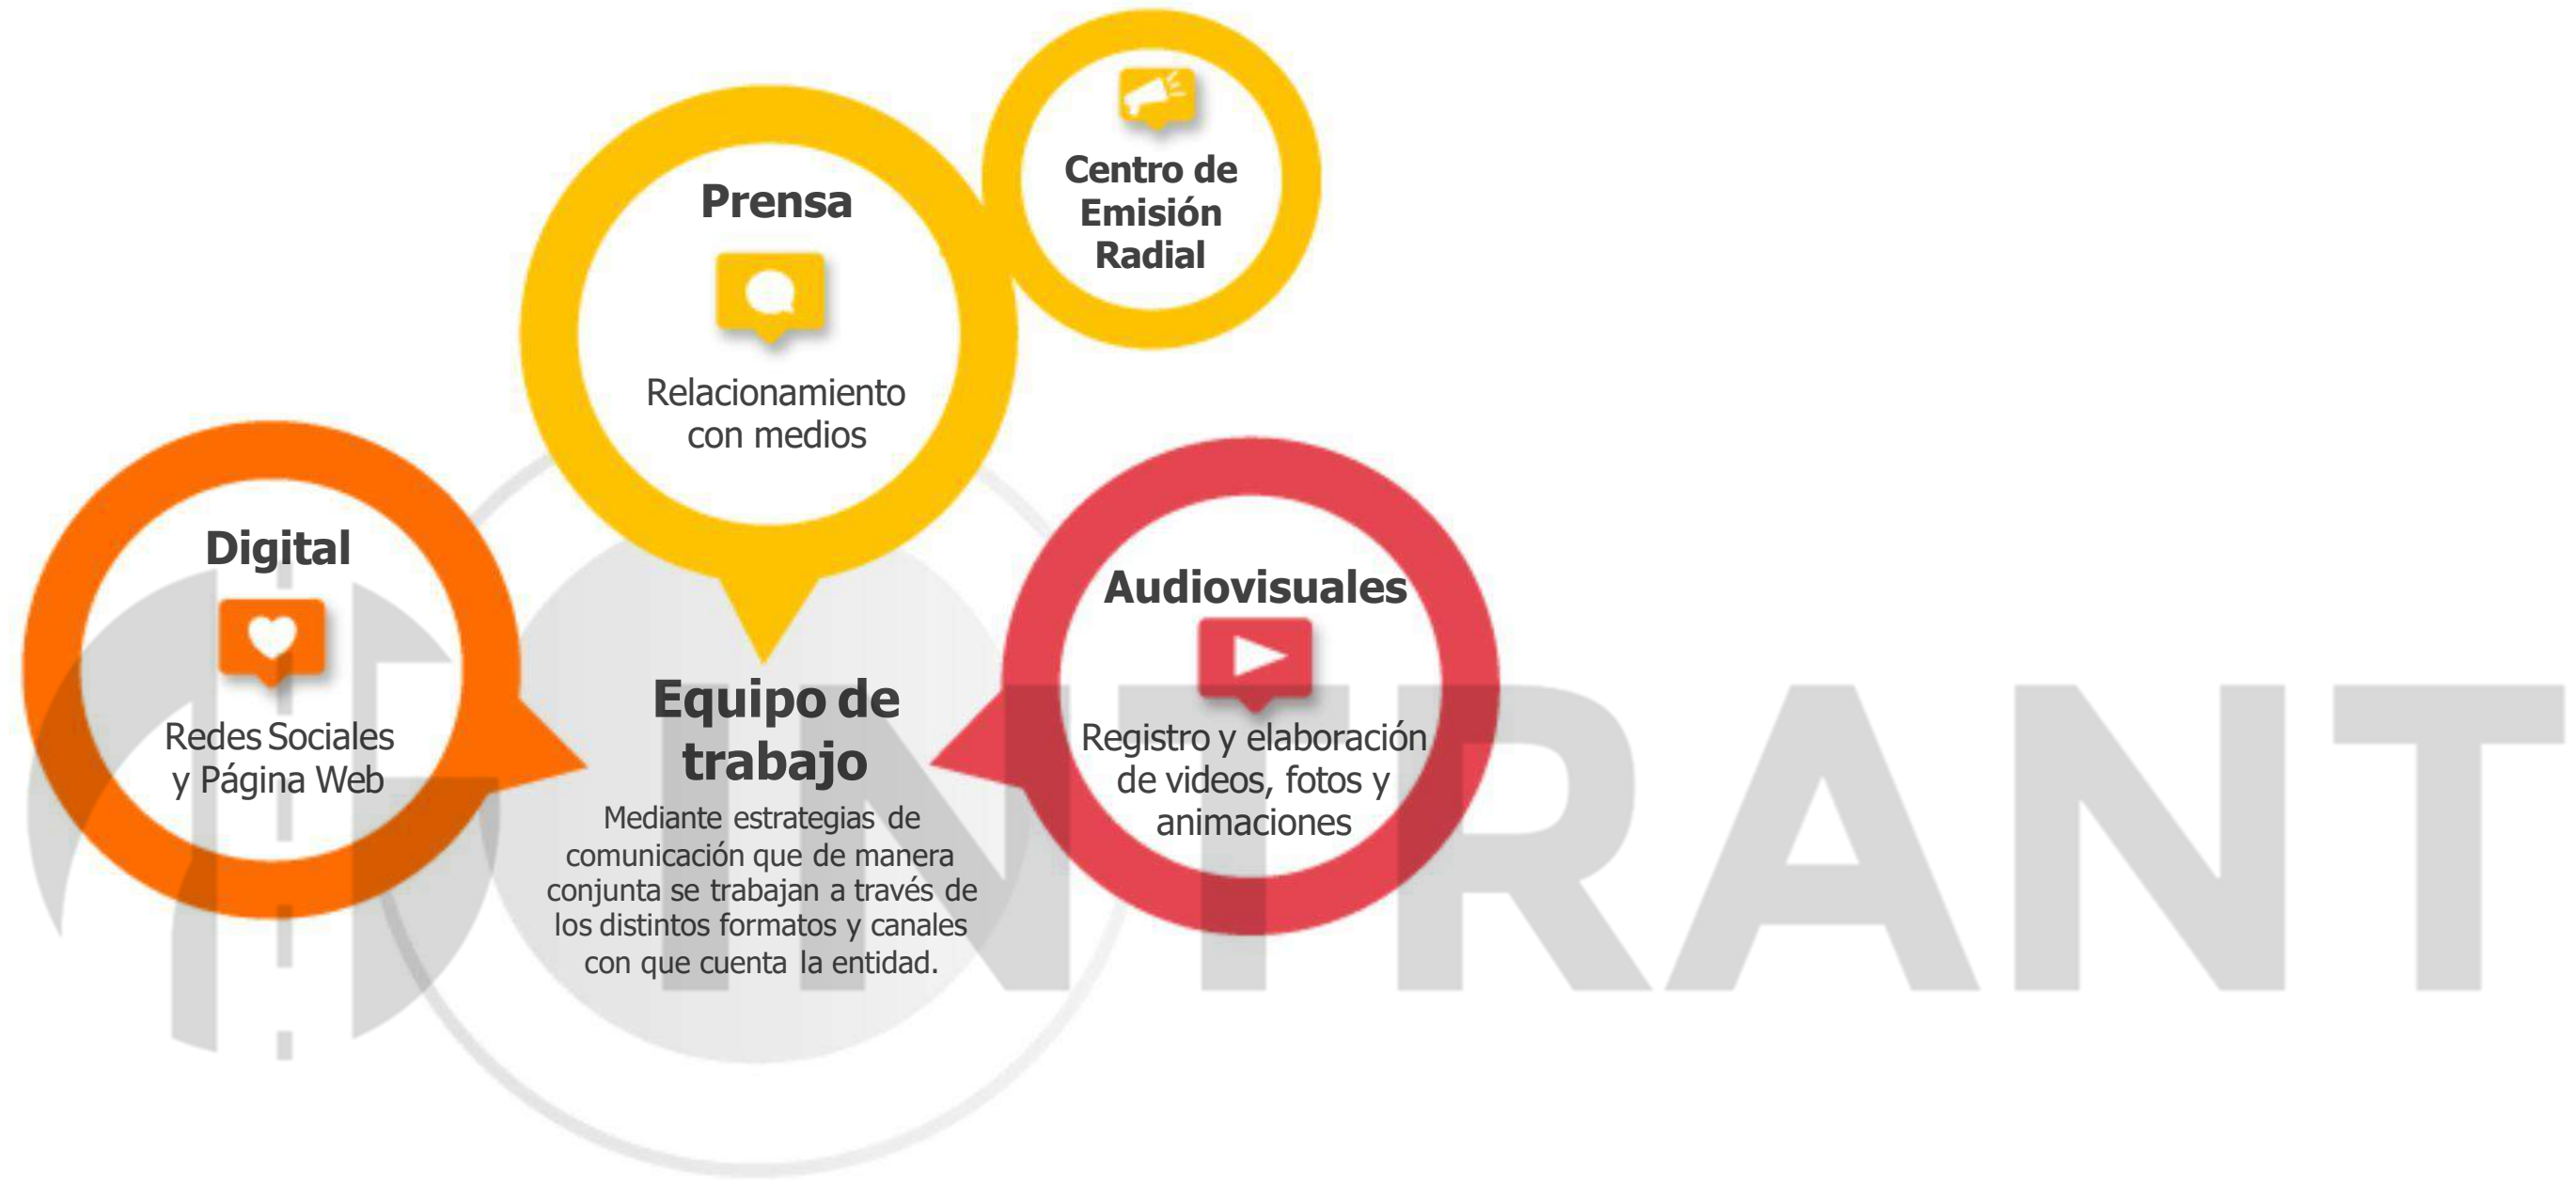 Centro de
Emisión
Radial
Prensa
Relacionamiento
con medios
Digital
Redes Sociales
y Página Web
Audiovisuales
Registro y elaboración
de videos, fotos y
animaciones
Equipo de
trabajo
Mediante estrategias de
comunicación que de manera
conjunta se trabajan a través de
los distintos formatos y canales
con que cuenta la entidad.
INTRANT